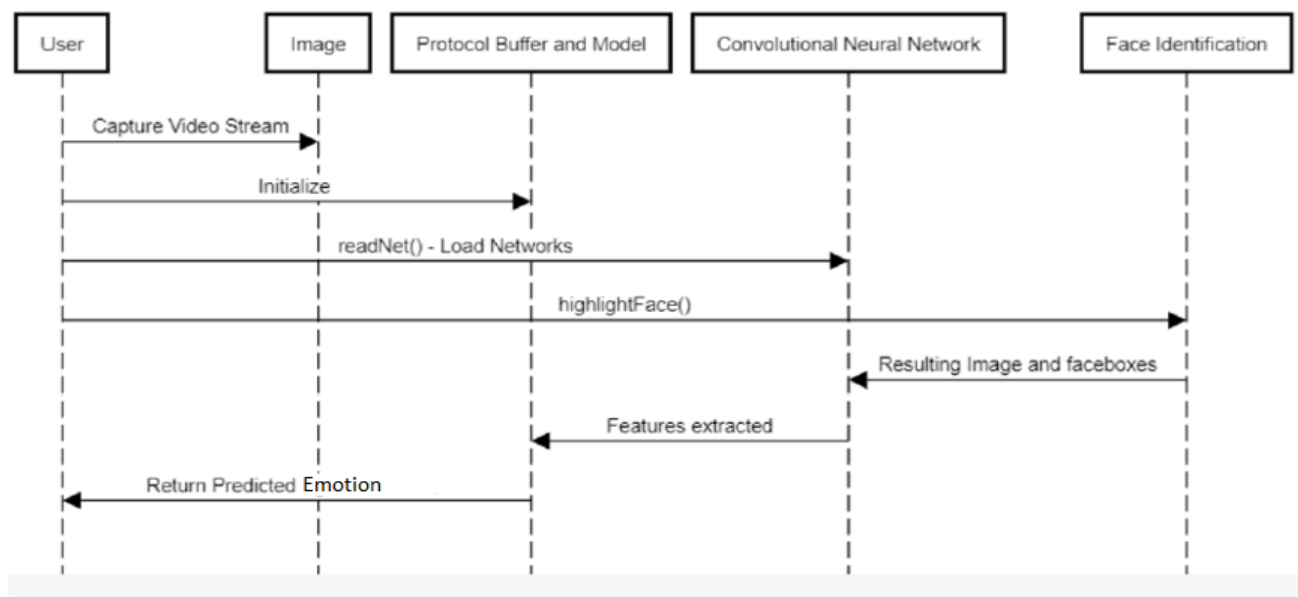 User
Image
Protocol Buffer and Model
Convolutional Neural Network
Face Identification
Capture Video Stream
Initialize
readNet() - Load Networks
highlightFace()
Resulting Image and faceboxes
Features extracted
Return Predicted Emotion